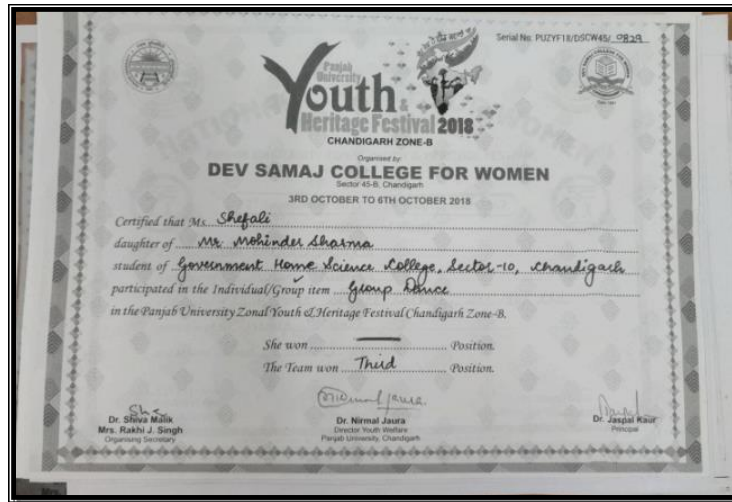 Serial No: PUZYF18/DSCW45/ 0829
Panjab
University
Youth &
Heritage Festival 2018
CHANDIGARH ZONE-B
Organised by
DEV SAMAJ COLLEGE FOR WOMEN
Sector 45-B, Chandigarh
3RD OCTOBER TO 6TH OCTOBER 2018
Certified that Ms. Shefali
daughter of Mr. Mohinder Sharma
student of Government Home Science College, Sector-10, Chandigarh
participated in the Individual/Group item Group Dance
in the Panjab University Zonal Youth & Heritage Festival Chandigarh Zone-B.
She won — Position.
The Team won Third Position.
Dr. Shiva Malik
Mrs. Rakhi J. Singh
Organising Secretary
Nirmal Jaura
Dr. Nirmal Jaura
Director Youth Welfare
Panjab University, Chandigarh
Dr. Jaspal Kaur
Principal
Mrs.